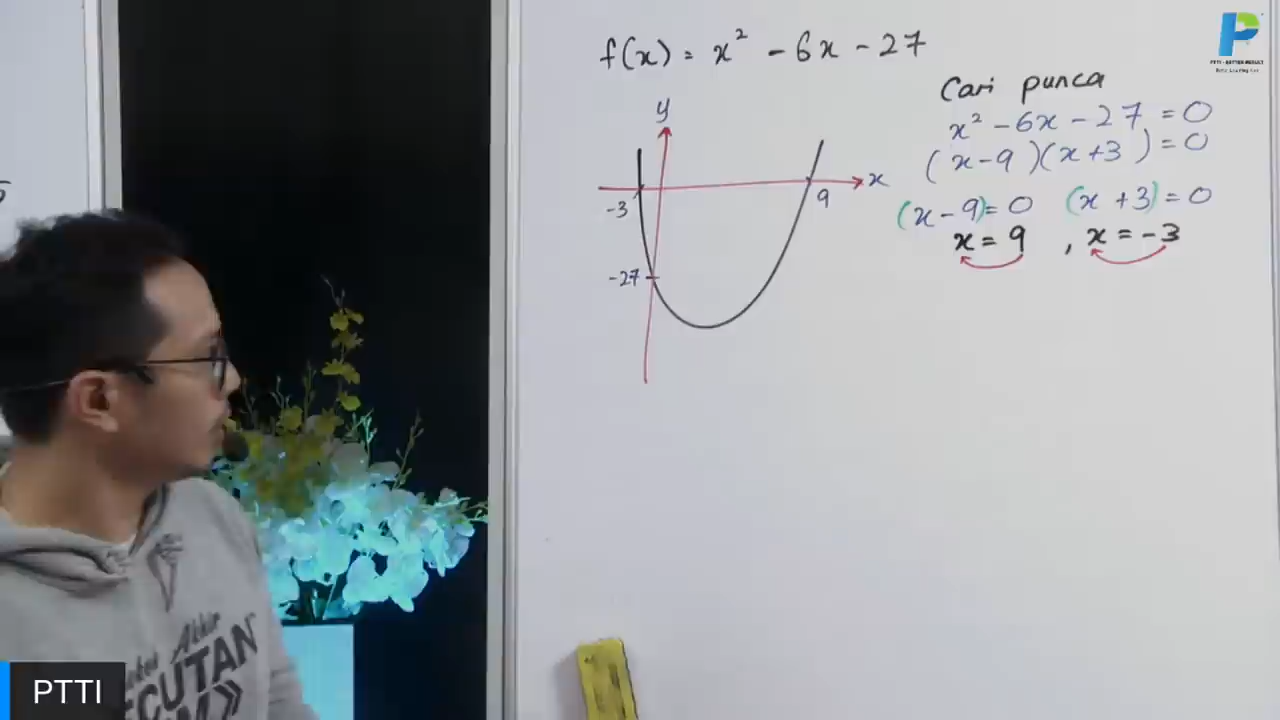 f(x) = x² - 6x - 27
Cari punca
x² - 6x - 27 = 0
(x-9)(x+3) = 0
(x-9)=0 (x+3)=0
x = 9 , x = -3
y
x
-3
9
-27
PTTI
CUTAN